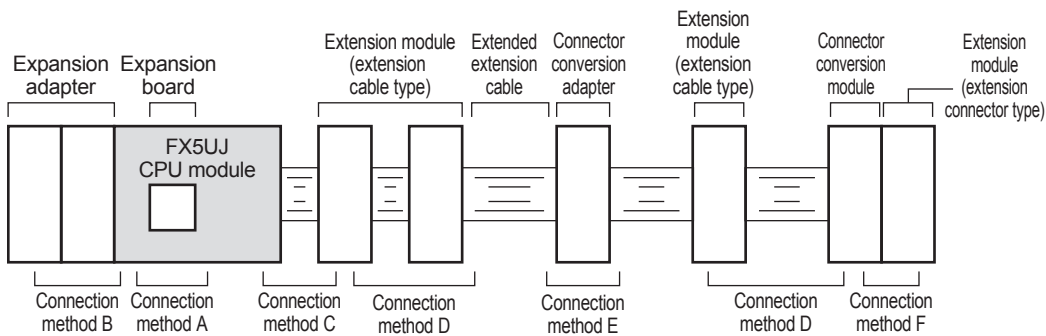 Expansion
adapter
Expansion
board
Extension module
(extension
cable type)
Extended
extension
cable
Connector
conversion
adapter
Extension
module
(extension
cable type)
Connector
conversion
module
Extension
module
(extension
connector type)
FX5UJ
CPU module
Connection
method B
Connection
method A
Connection
method C
Connection
method D
Connection
method E
Connection
method D
Connection
method F